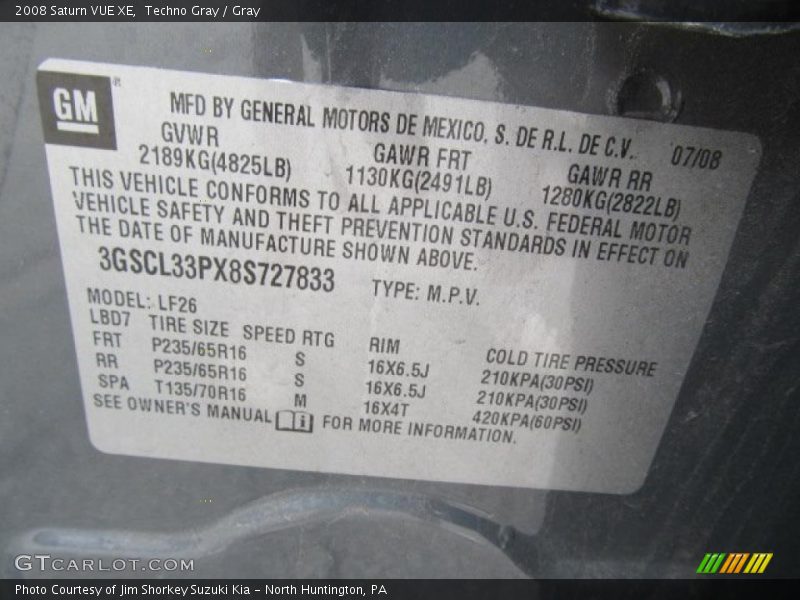 2008 Saturn VUE XE, Techno Gray / Gray
GM ®
MFD BY GENERAL MOTORS DE MEXICO, S. DE R.L. DE C.V. 07/08
GVWR GAWR FRT GAWR RR
2189KG(4825LB) 1130KG(2491LB) 1280KG(2822LB)
THIS VEHICLE CONFORMS TO ALL APPLICABLE U.S. FEDERAL MOTOR
VEHICLE SAFETY AND THEFT PREVENTION STANDARDS IN EFFECT ON
THE DATE OF MANUFACTURE SHOWN ABOVE.
3GSCL33PX8S727833 TYPE: M.P.V.
MODEL: LF26
LBD7 TIRE SIZE SPEED RTG RIM COLD TIRE PRESSURE
FRT P235/65R16 S 16X6.5J 210KPA(30PSI)
RR P235/65R16 S 16X6.5J 210KPA(30PSI)
SPA T135/70R16 M 16X4T 420KPA(60PSI)
SEE OWNER'S MANUAL i FOR MORE INFORMATION.
GTCARLOT.COM
Photo Courtesy of Jim Shorkey Suzuki Kia - North Huntington, PA